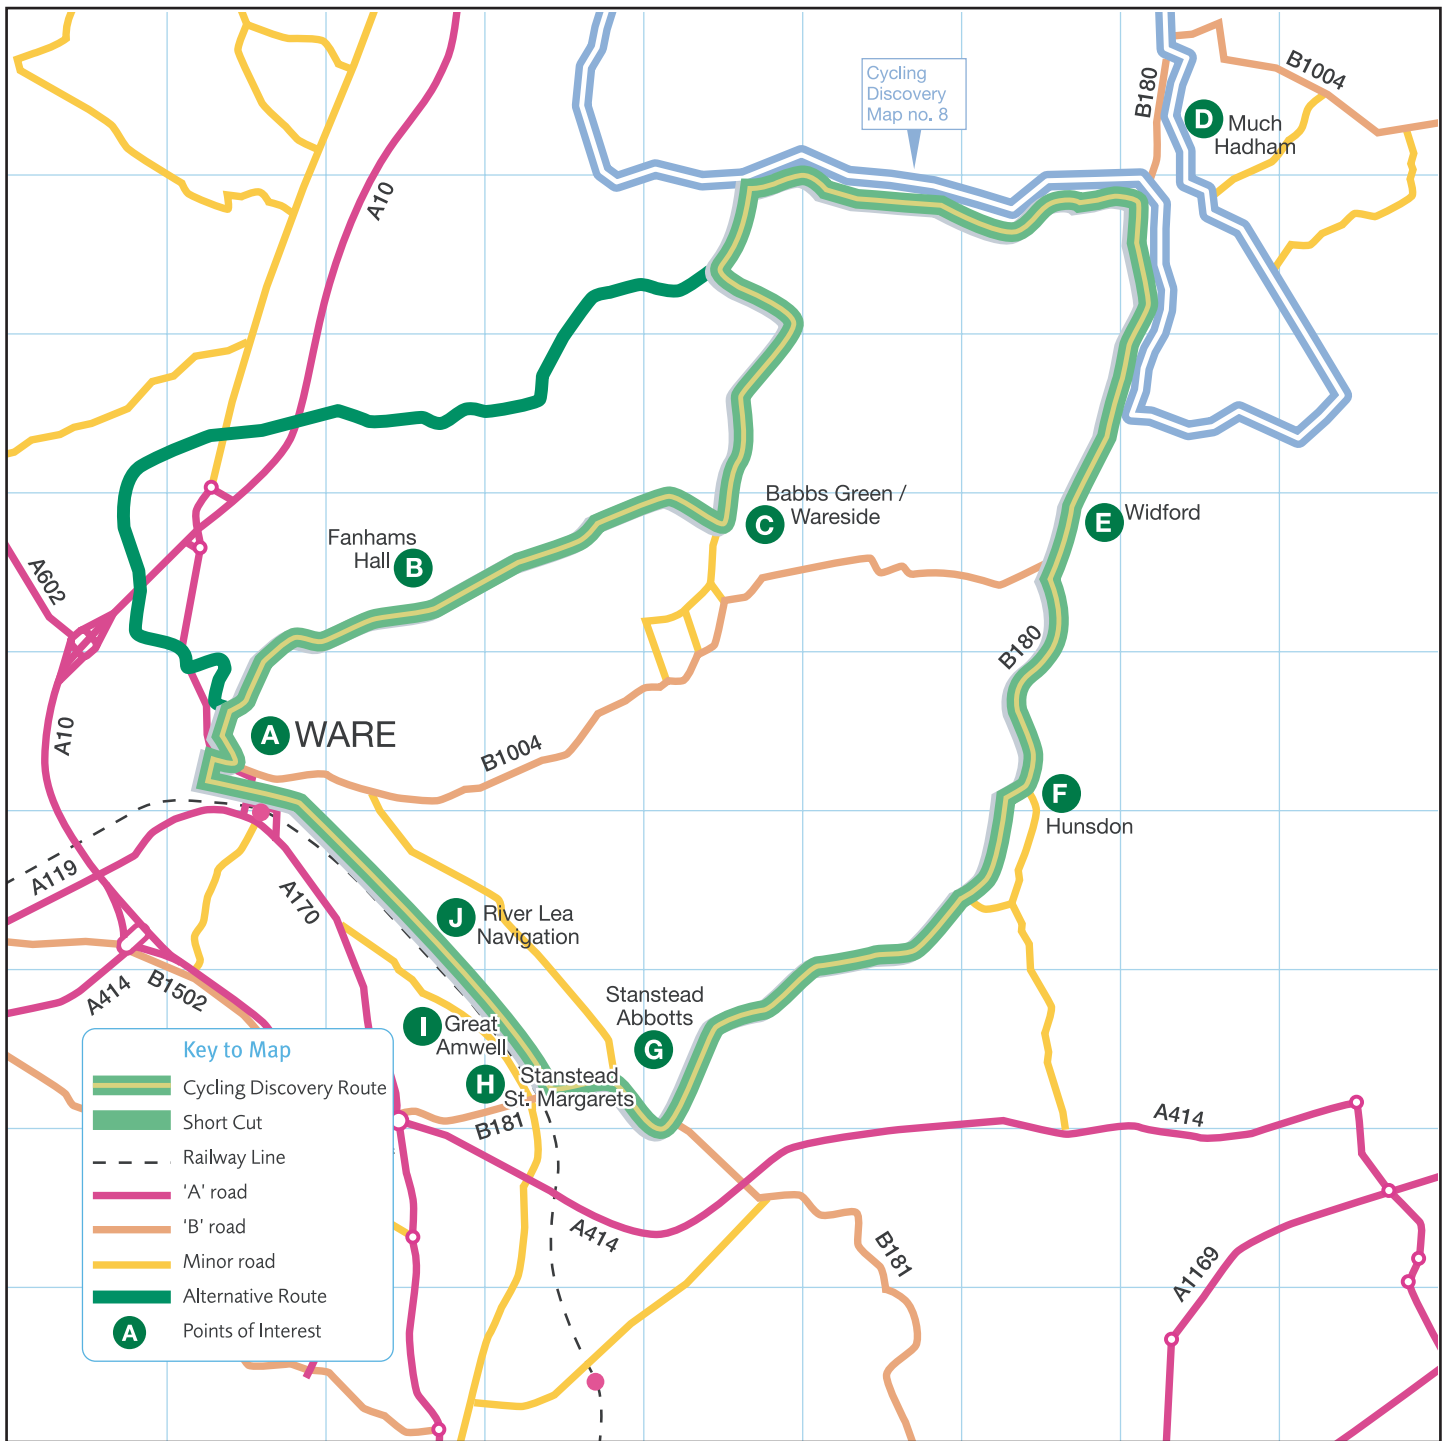 Cycling
Discovery
Map no. 8
B180
B1004
D
Much
Hadham
A10
Babbs Green /
Wareside
C
E
Widford
Fanhams
Hall
B
A602
B180
A
WARE
A10
B1004
F
Hunsdon
A119
A170
J
River Lea
Navigation
A414
B1502
Stanstead
Abbotts
G
I
Great
Amwell
H
Stanstead
St. Margarets
B181
A414
A414
B181
A1169
Key to Map
Cycling Discovery Route
Short Cut
Railway Line
'A' road
'B' road
Minor road
Alternative Route
A
Points of Interest